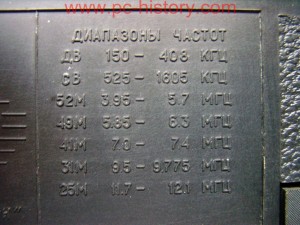 www.pc-history.com
ДИАПАЗОНЫ ЧАСТОТ
ДВ 150 - 408 КГЦ
СВ 525 - 1605 КГЦ
52М 3.95 - 5.7 МГЦ
49М 5.85 - 6.3 МГЦ
41М 7.0 - 7.4 МГЦ
31М 9.5 - 9.775 МГЦ
25М 11.7 - 12.1 МГЦ